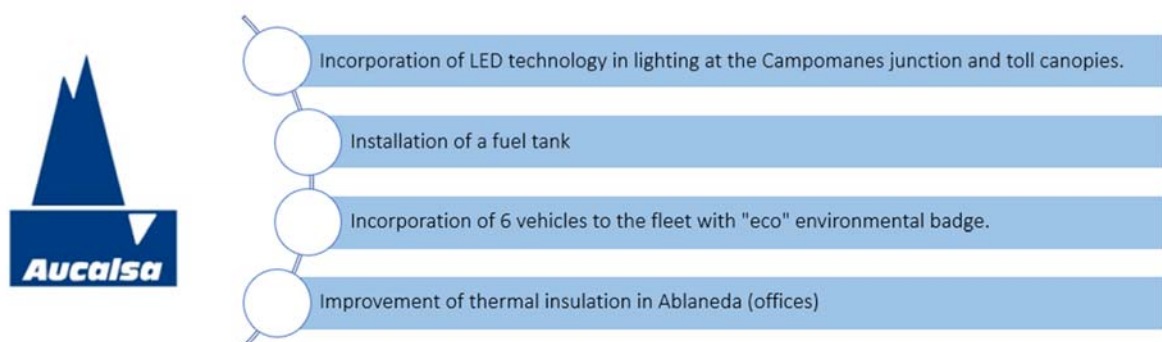 Aucalsa
Incorporation of LED technology in lighting at the Campomanes junction and toll canopies.
Installation of a fuel tank
Incorporation of 6 vehicles to the fleet with "eco" environmental badge.
Improvement of thermal insulation in Ablaneda (offices)